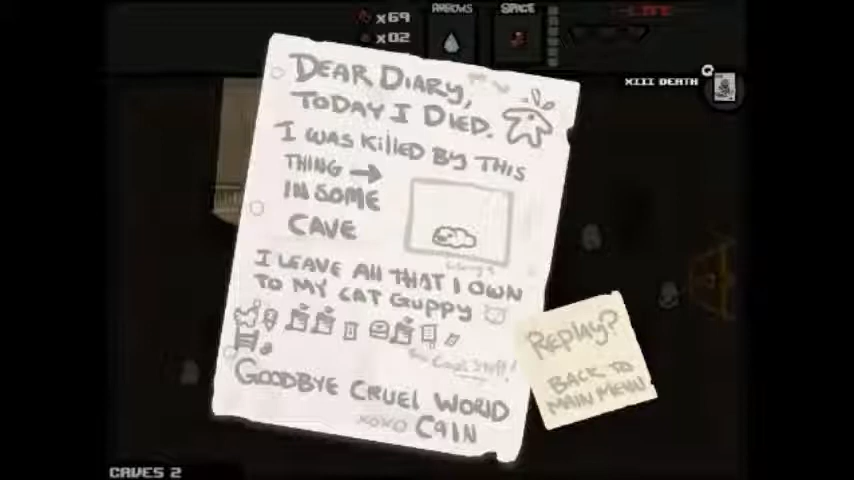 x69
ARROWS
SPACE
LIFE
x02
Q
XIII DEATH
DEAR DIARY,
TODAY I DIED.
I WAS KILLED BY THIS
THING →
IN SOME
CAVE
I LEAVE ALL THAT I OWN
TO MY CAT GUPPY
GOODBYE CRUEL WORLD
XOXO CAIN
REPLAY?
BACK TO
MAIN MENU
CAVES 2